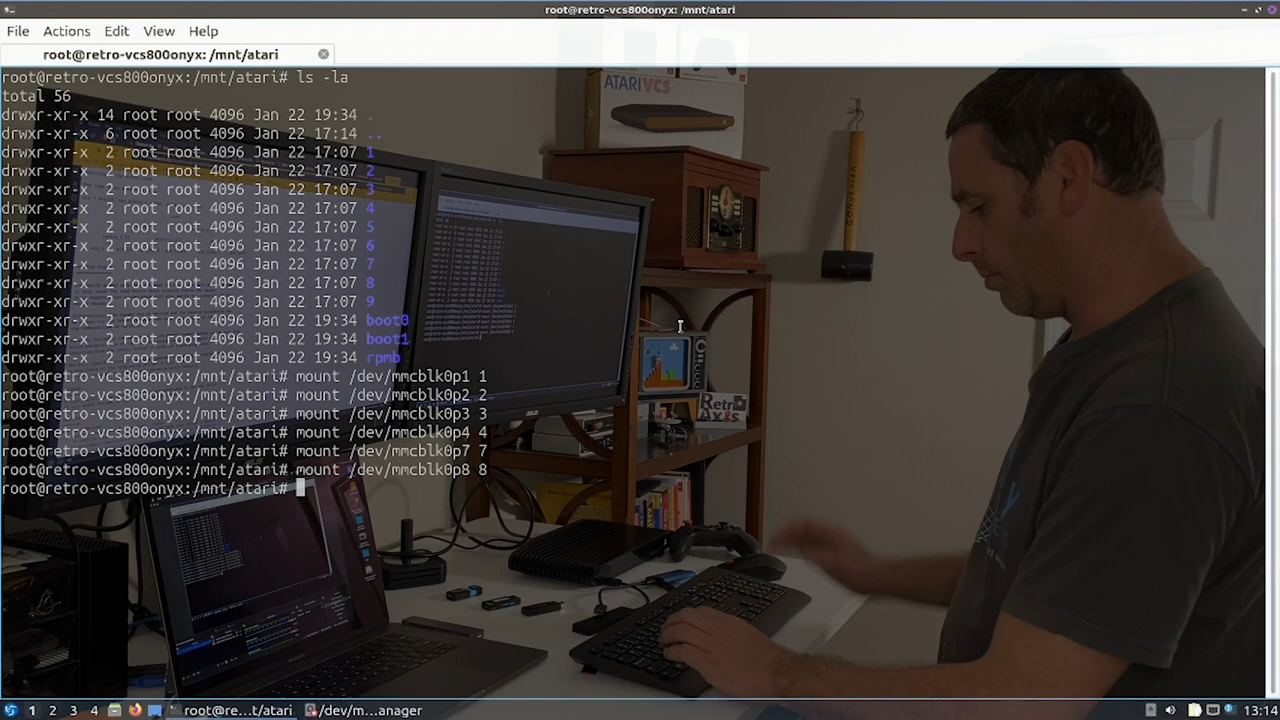 root@retro-vcs800onyx: /mnt/atari
File Actions Edit View Help
root@retro-vcs800onyx: /mnt/atari
root@retro-vcs800onyx:/mnt/atari# ls -la
total 56
drwxr-xr-x 14 root root 4096 Jan 22 19:34 .
drwxr-xr-x 6 root root 4096 Jan 22 17:14 ..
drwxr-xr-x 2 root root 4096 Jan 22 17:07 1
drwxr-xr-x 2 root root 4096 Jan 22 17:07 2
drwxr-xr-x 2 root root 4096 Jan 22 17:07 3
drwxr-xr-x 2 root root 4096 Jan 22 17:07 4
drwxr-xr-x 2 root root 4096 Jan 22 17:07 5
drwxr-xr-x 2 root root 4096 Jan 22 17:07 6
drwxr-xr-x 2 root root 4096 Jan 22 17:07 7
drwxr-xr-x 2 root root 4096 Jan 22 17:07 8
drwxr-xr-x 2 root root 4096 Jan 22 17:07 9
drwxr-xr-x 2 root root 4096 Jan 22 19:34 boot0
drwxr-xr-x 2 root root 4096 Jan 22 19:34 boot1
drwxr-xr-x 2 root root 4096 Jan 22 19:34 rpmb
root@retro-vcs800onyx:/mnt/atari# mount /dev/mmcblk0p1 1
root@retro-vcs800onyx:/mnt/atari# mount /dev/mmcblk0p2 2
root@retro-vcs800onyx:/mnt/atari# mount /dev/mmcblk0p3 3
root@retro-vcs800onyx:/mnt/atari# mount /dev/mmcblk0p4 4
root@retro-vcs800onyx:/mnt/atari# mount /dev/mmcblk0p7 7
root@retro-vcs800onyx:/mnt/atari# mount /dev/mmcblk0p8 8
root@retro-vcs800onyx:/mnt/atari#
ATARI VCS
Retr
Ax&s
ASUS
1 2 3 4 root@re...t/atari /dev/m...anager 13:14